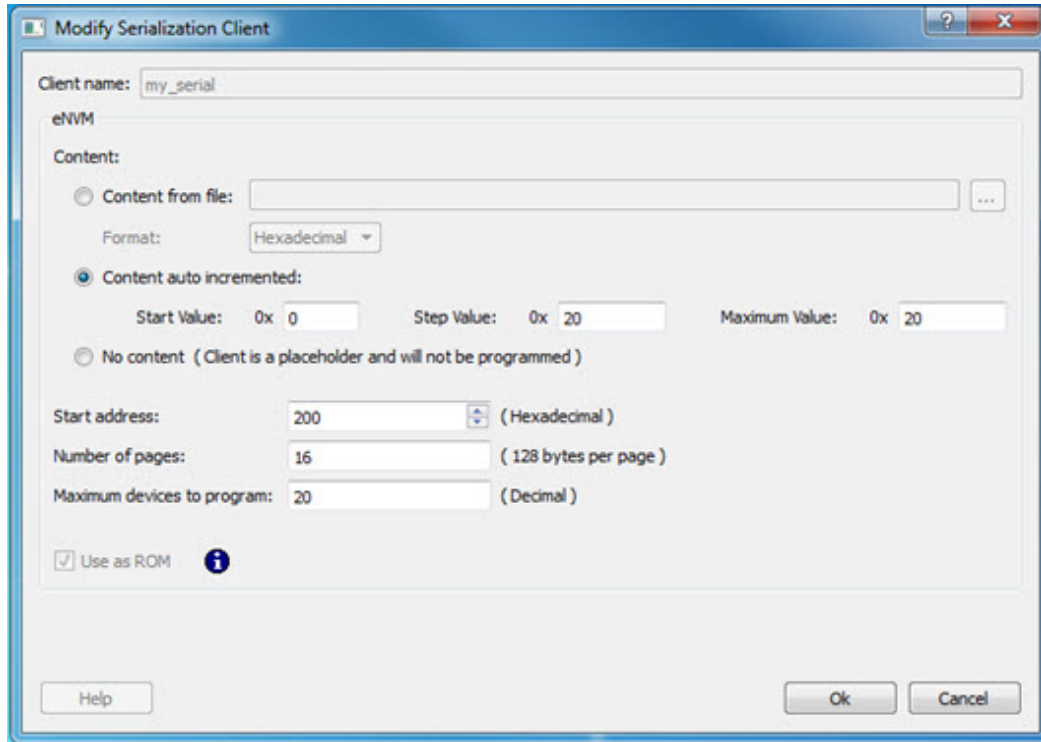 Modify Serialization Client
?
Client name: my_serial
eNVM
Content:
Content from file: ...
Format: Hexadecimal
Content auto incremented:
Start Value: 0x 0 Step Value: 0x 20 Maximum Value: 0x 20
No content ( Client is a placeholder and will not be programmed )
Start address: 200 ( Hexadecimal )
Number of pages: 16 ( 128 bytes per page )
Maximum devices to program: 20 ( Decimal )
Use as ROM i
Help Ok Cancel